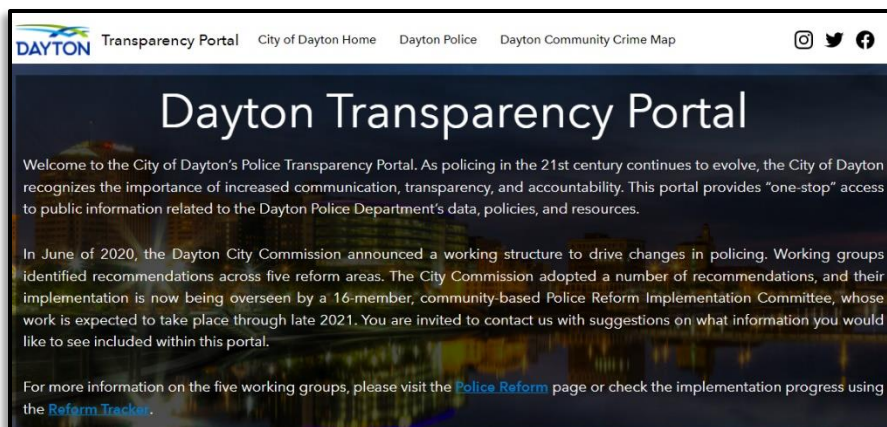 DAYTON Transparency Portal City of Dayton Home Dayton Police Dayton Community Crime Map
Dayton Transparency Portal
Welcome to the City of Dayton's Police Transparency Portal. As policing in the 21st century continues to evolve, the City of Dayton
recognizes the importance of increased communication, transparency, and accountability. This portal provides "one-stop" access
to public information related to the Dayton Police Department's data, policies, and resources.
In June of 2020, the Dayton City Commission announced a working structure to drive changes in policing. Working groups
identified recommendations across five reform areas. The City Commission adopted a number of recommendations, and their
implementation is now being overseen by a 16-member, community-based Police Reform Implementation Committee, whose
work is expected to take place through late 2021. You are invited to contact us with suggestions on what information you would
like to see included within this portal.
For more information on the five working groups, please visit the Police Reform page or check the implementation progress using
the Reform Tracker.